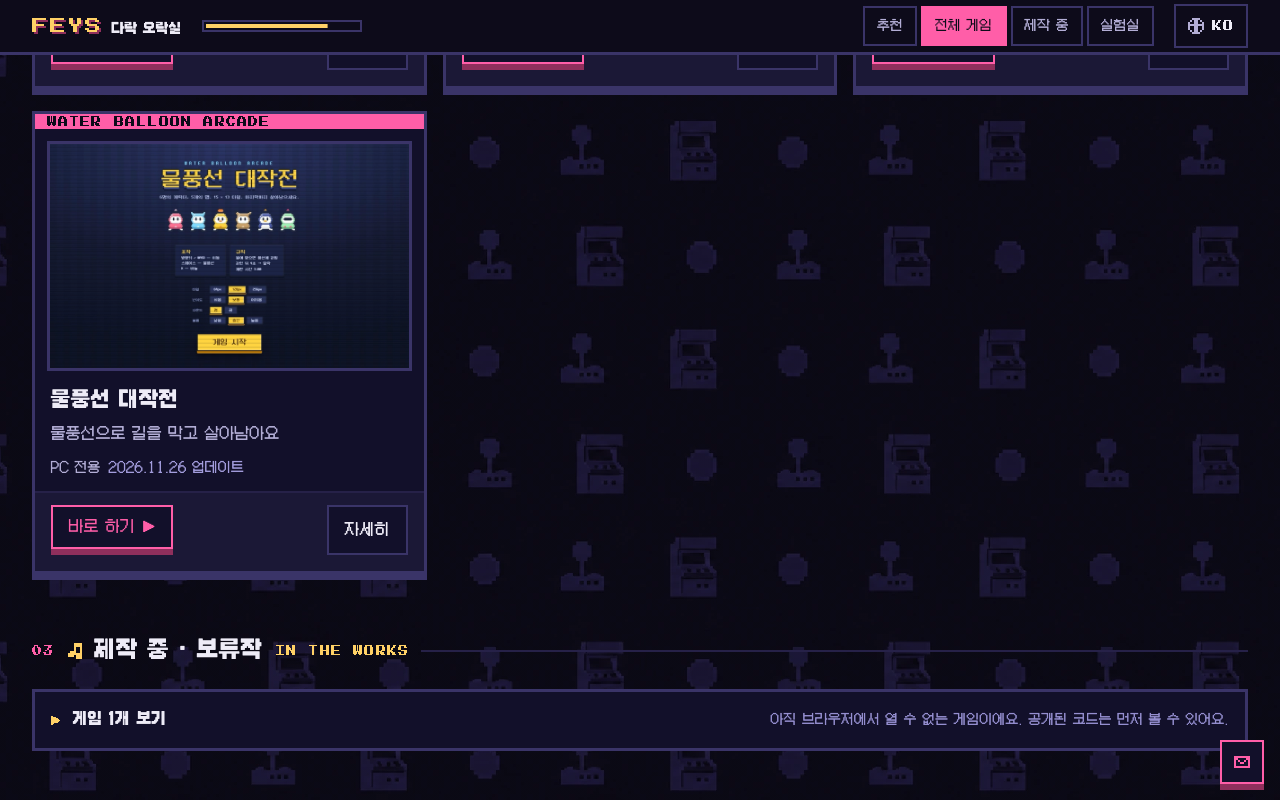 FEYS 다락 오락실
추천
전체 게임
제작 중
실험실
KO
WATER BALLOON ARCADE
WATER BALLOON ARCADE
물풍선 대작전
게임 시작
물풍선 대작전
물풍선으로 길을 막고 살아남아요
PC 전용 2026.11.26 업데이트
바로 하기 ▶
자세히
03 제작 중 · 보류작 IN THE WORKS
▶ 게임 1개 보기
아직 브라우저에서 열 수 없는 게임이에요. 공개된 코드는 먼저 볼 수 있어요.